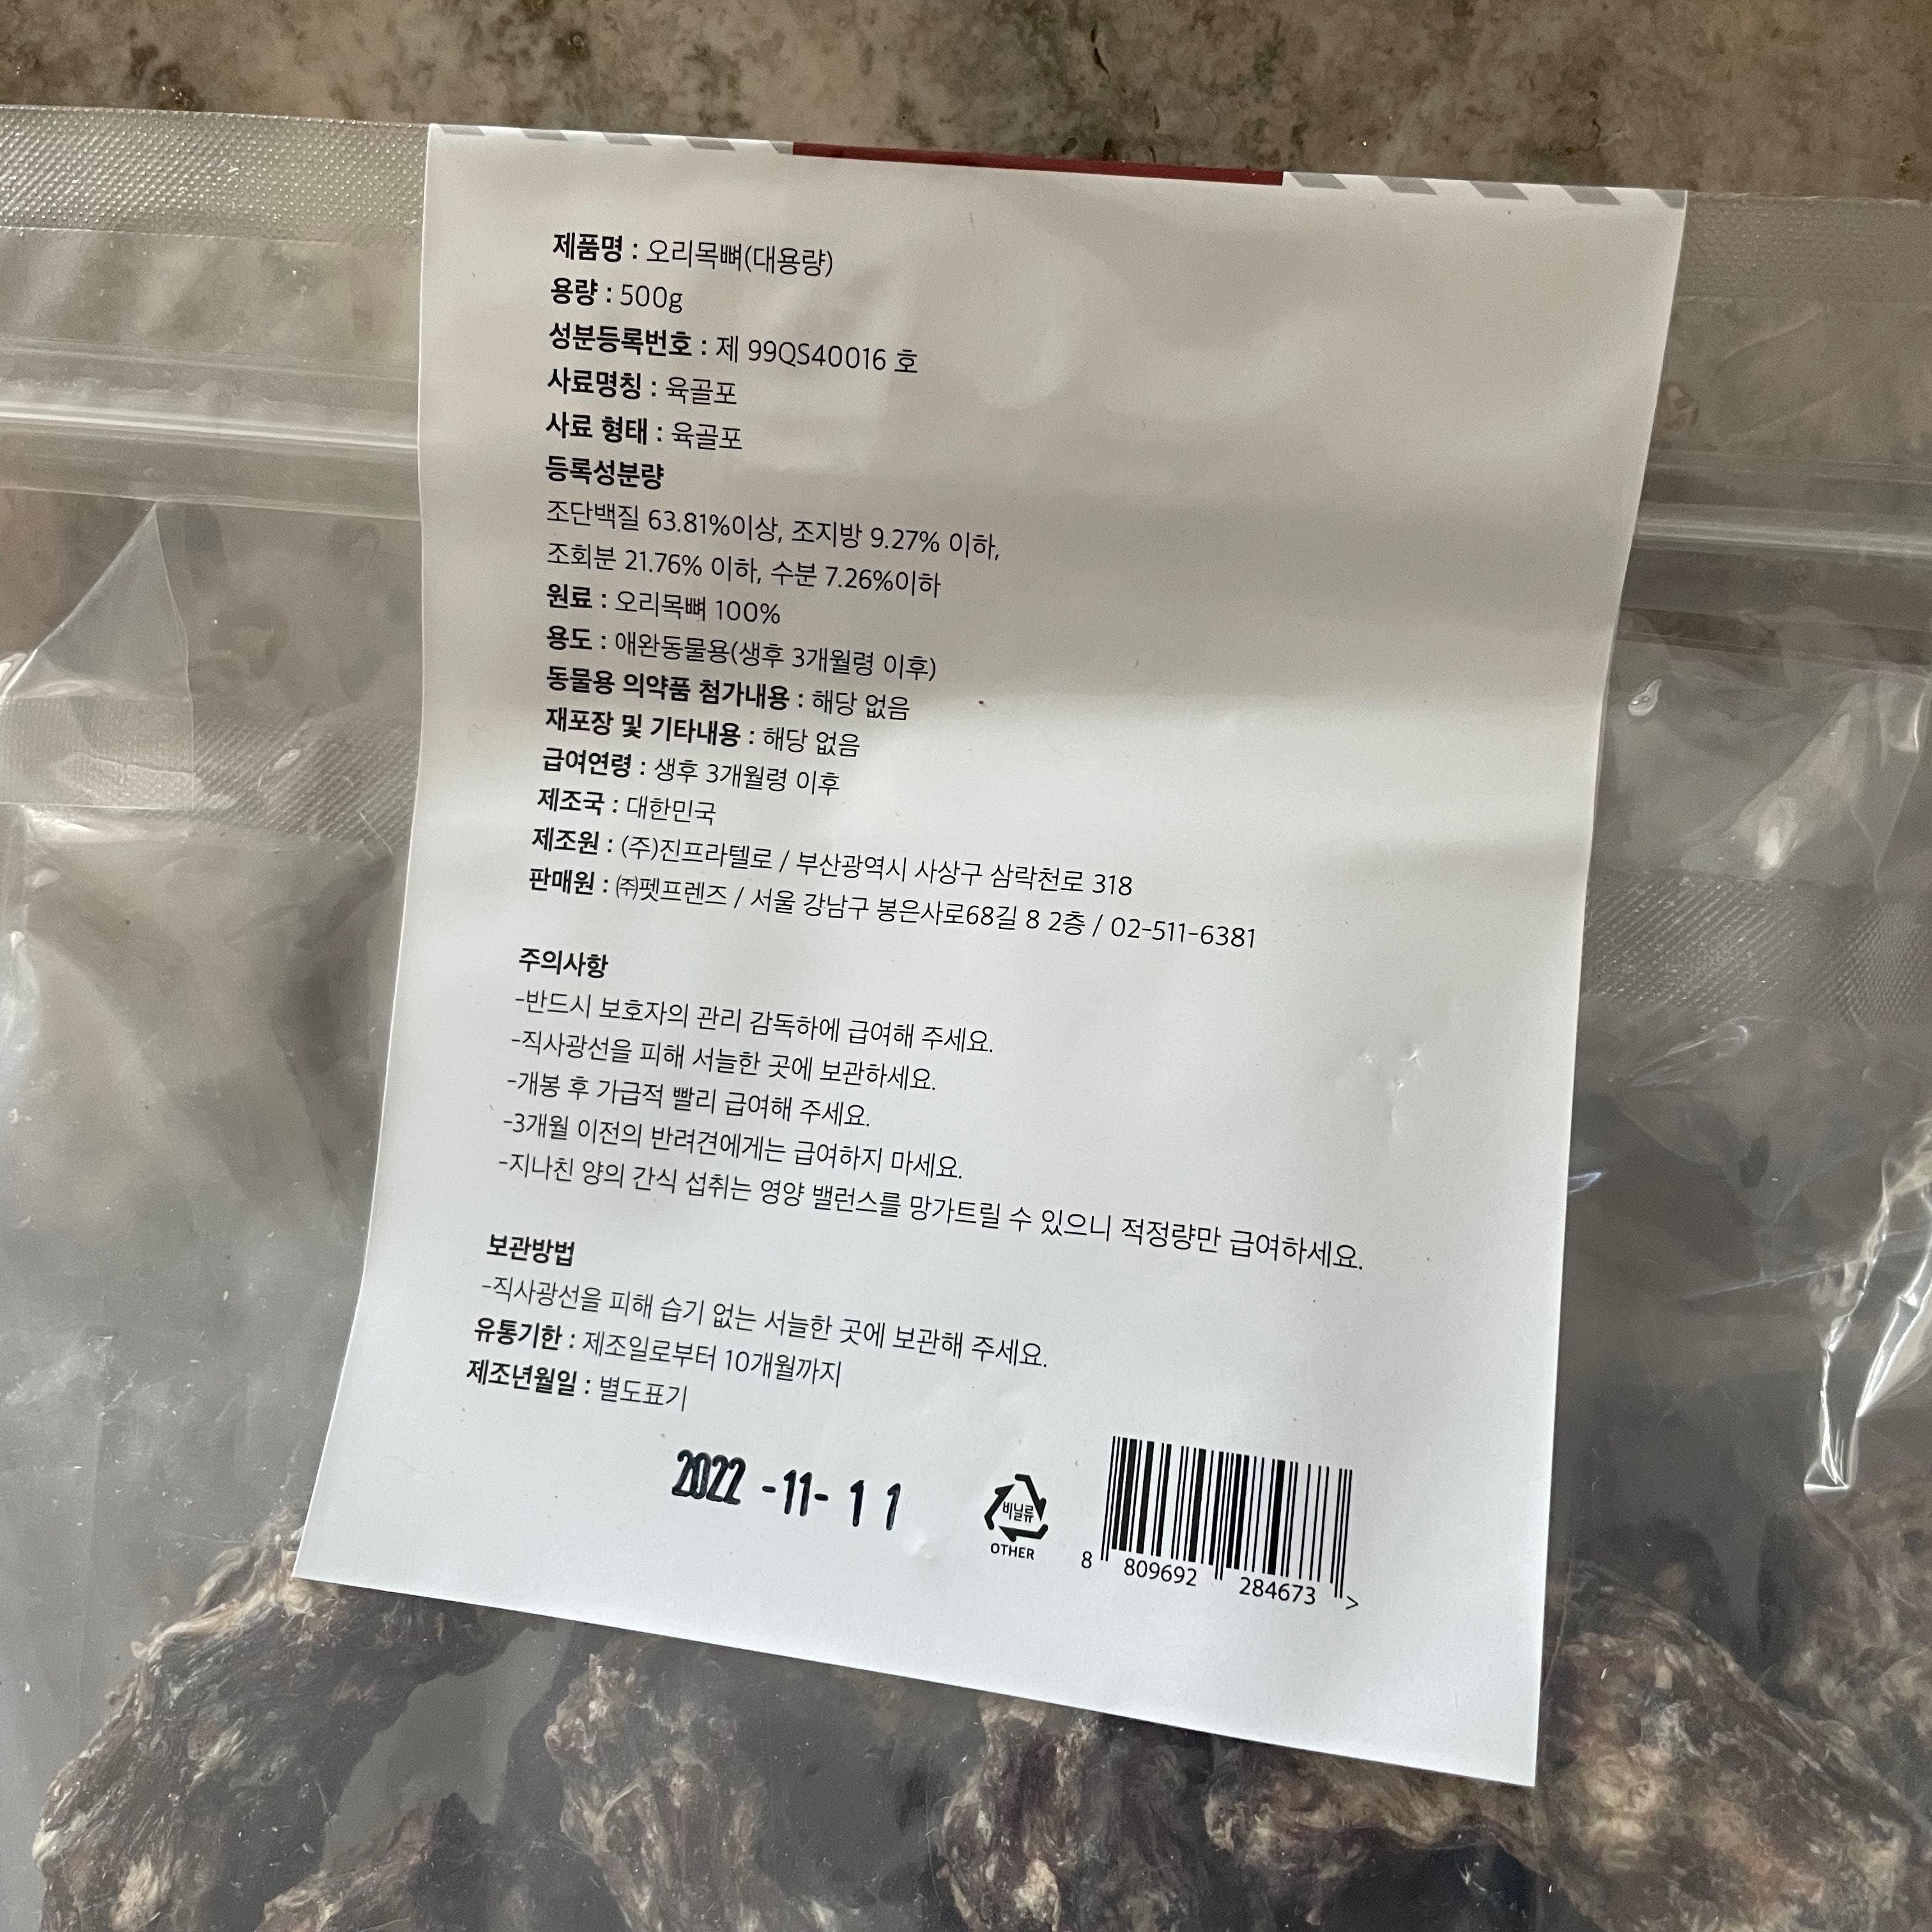 제품명 : 오리목뼈(대용량)
용량 : 500g
성분등록번호 : 제 99QS40016 호
사료명칭 : 육골포
사료 형태 : 육골포
등록성분량
조단백질 63.81%이상, 조지방 9.27% 이하,
조회분 21.76% 이하, 수분 7.26%이하
원료 : 오리목뼈 100%
용도 : 애완동물용(생후 3개월령 이후)
동물용 의약품 첨가내용 : 해당 없음
재포장 및 기타내용 : 해당 없음
급여연령 : 생후 3개월령 이후
제조국 : 대한민국
제조원 : (주)진프라텔로 / 부산광역시 사상구 삼락천로 318
판매원 : ㈜펫프렌즈 / 서울 강남구 봉은사로68길 8 2층 / 02-511-6381
주의사항
-반드시 보호자의 관리 감독하에 급여해 주세요.
-직사광선을 피해 서늘한 곳에 보관하세요.
-개봉 후 가급적 빨리 급여해 주세요.
-3개월 이전의 반려견에게는 급여하지 마세요.
-지나친 양의 간식 섭취는 영양 밸런스를 망가트릴 수 있으니 적정량만 급여하세요.
보관방법
-직사광선을 피해 습기 없는 서늘한 곳에 보관해 주세요.
유통기한 : 제조일로부터 10개월까지
제조년월일 : 별도표기
2022 -11- 1 1
비닐류
OTHER
8 809692 284673 >